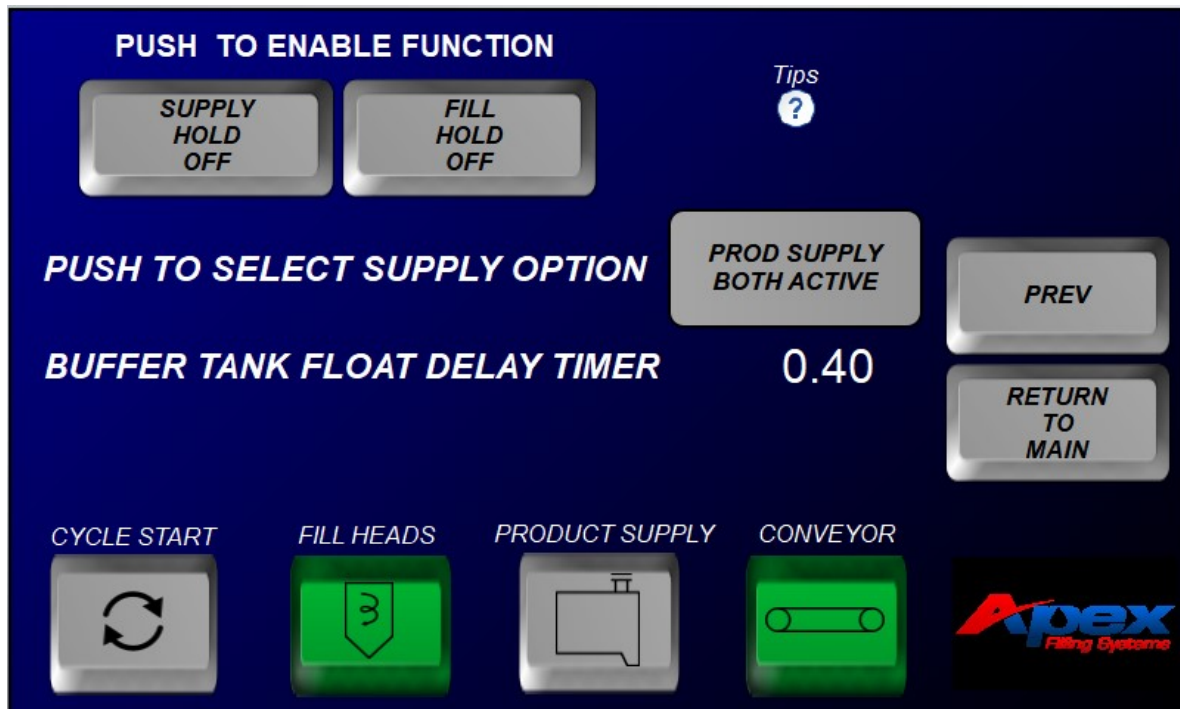 PUSH TO ENABLE FUNCTION
SUPPLY
HOLD
OFF
FILL
HOLD
OFF
Tips
?
PUSH TO SELECT SUPPLY OPTION
PROD SUPPLY
BOTH ACTIVE
PREV
BUFFER TANK FLOAT DELAY TIMER
0.40
RETURN
TO
MAIN
CYCLE START
FILL HEADS
PRODUCT SUPPLY
CONVEYOR
Apex
Filling Systems